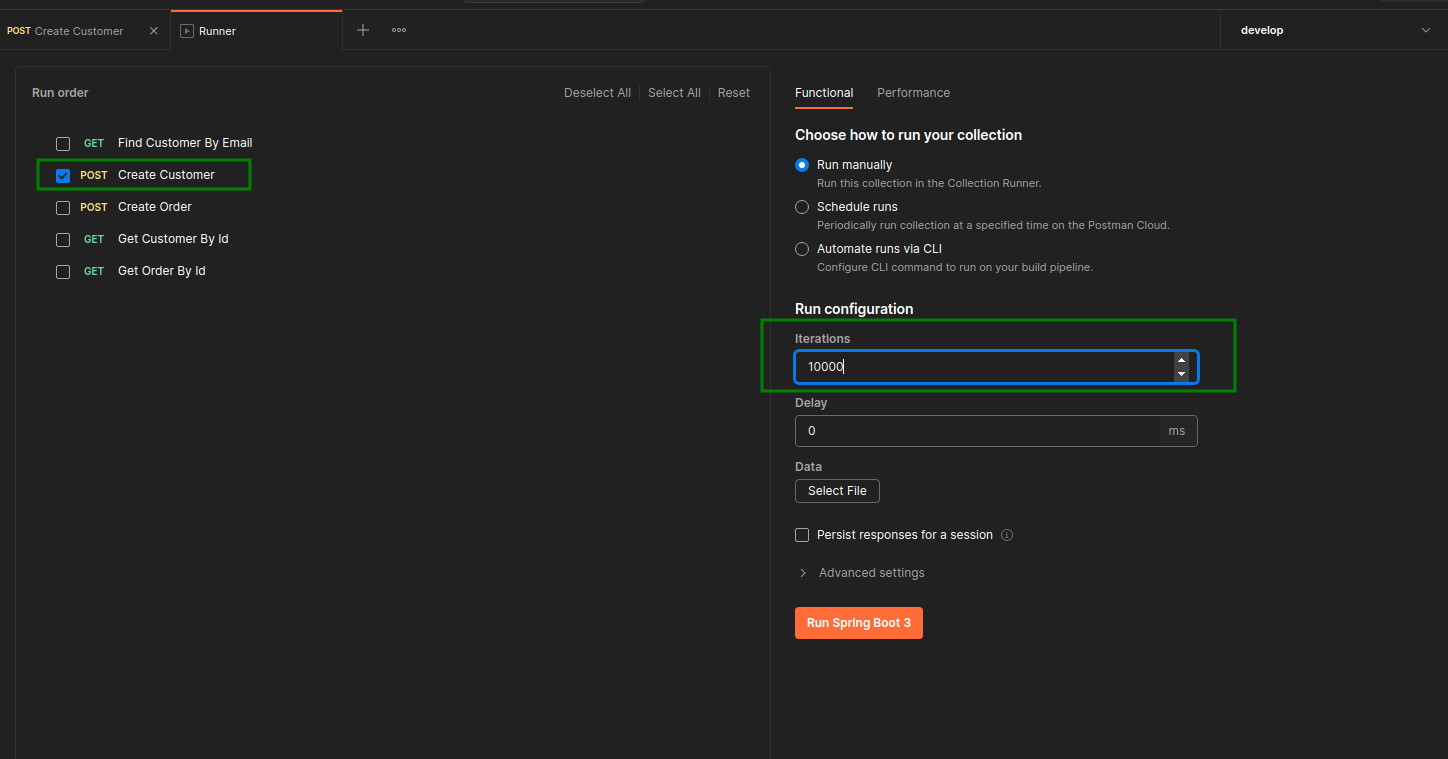 POST Create Customer
Runner
develop
Run order
Deselect All
Select All
Reset
GET Find Customer By Email
POST Create Customer
POST Create Order
GET Get Customer By Id
GET Get Order By Id
Functional
Performance
Choose how to run your collection
Run manually
Run this collection in the Collection Runner.
Schedule runs
Periodically run collection at a specified time on the Postman Cloud.
Automate runs via CLI
Configure CLI command to run on your build pipeline.
Run configuration
Iterations
10000
Delay
0 ms
Data
Select File
Persist responses for a session
Advanced settings
Run Spring Boot 3